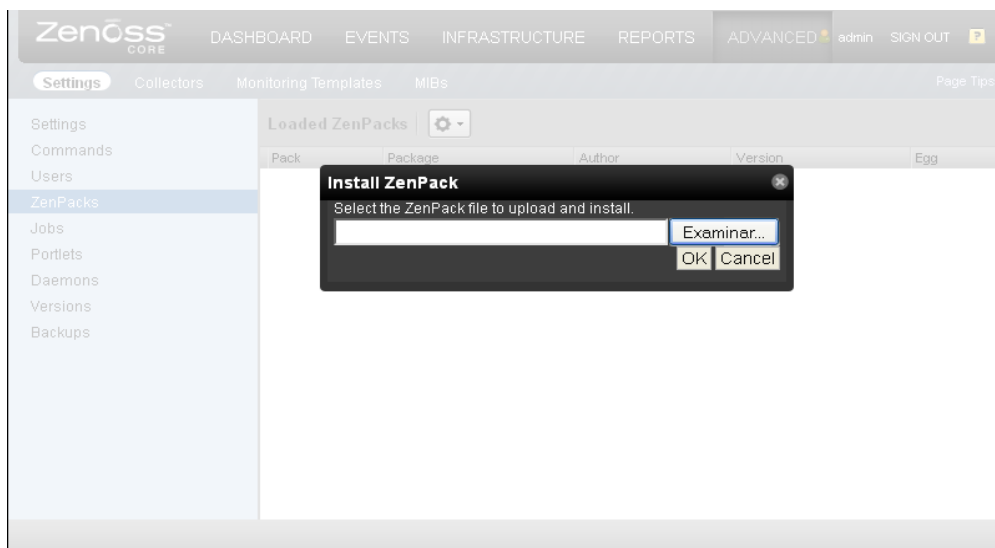 Zenōss™
CORE
DASHBOARD EVENTS INFRASTRUCTURE REPORTS ADVANCED admin SIGN OUT ?
Settings Collectors Monitoring Templates MIBs Page Tips
Settings
Commands
Users
ZenPacks
Jobs
Portlets
Daemons
Versions
Backups
Loaded ZenPacks
Pack Package Author Version Egg
Install ZenPack
Select the ZenPack file to upload and install.
Examinar...
OK Cancel